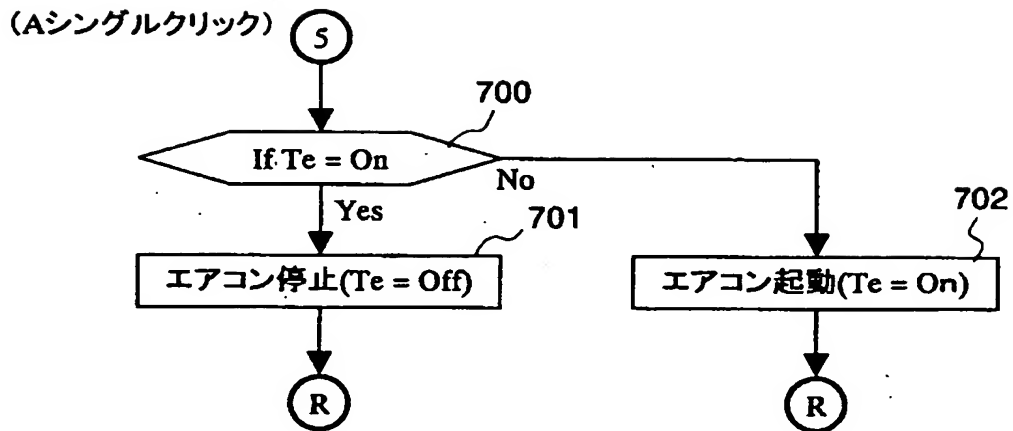 (Aシングルクリック)
5
700
If Te = On
No
Yes
701
702
エアコン停止(Te = Off)
エアコン起動(Te = On)
R
R